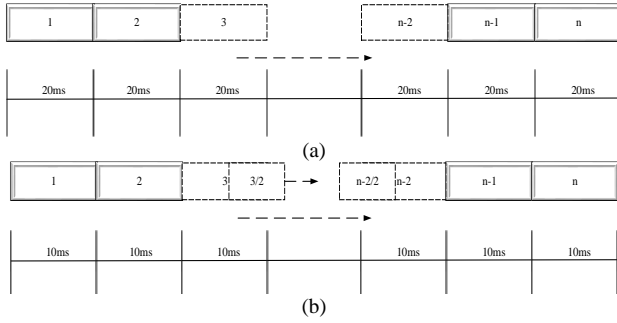 1 2 3 n-2 n-1 n
20ms 20ms 20ms 20ms 20ms 20ms
(a)
1 2 3 3/2 n-2/2 n-2 n-1 n
10ms 10ms 10ms 10ms 10ms 10ms
(b)